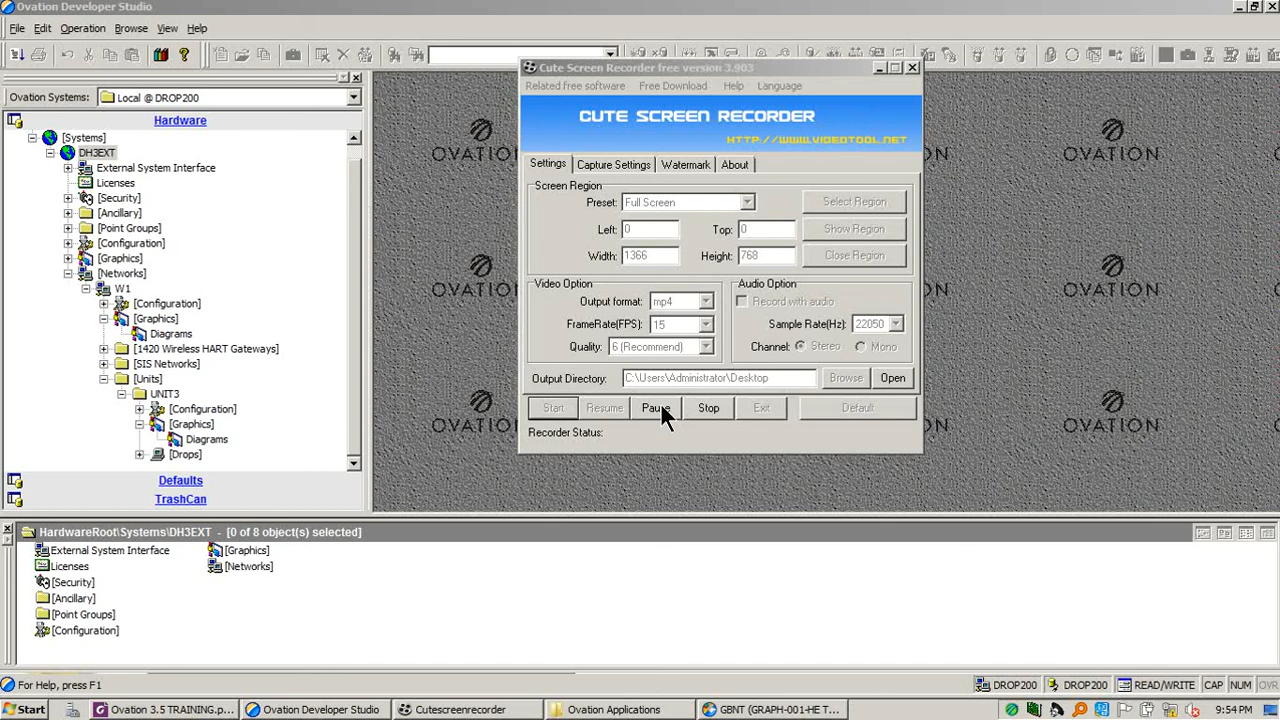 Ovation Developer Studio
File Edit Operation Browse View Help
Ovation Systems: Local @ DROP200
Hardware
[Systems]
DH3EXT
External System Interface
Licenses
[Security]
[Ancillary]
[Point Groups]
[Configuration]
[Graphics]
[Networks]
W1
[Configuration]
[Graphics]
Diagrams
[1420 Wireless HART Gateways]
[SIS Networks]
[Units]
UNIT3
[Configuration]
[Graphics]
Diagrams
[Drops]
Defaults
TrashCan
Cute Screen Recorder free version 3.903
Related free software Free Download Help Language
CUTE SCREEN RECORDER
HTTP://WWW.VIDEOTOOL.NET
Settings Capture Settings Watermark About
Screen Region
Preset: Full Screen Select Region
Left: 0 Top: 0 Show Region
Width: 1366 Height: 768 Close Region
Video Option Audio Option
Output format: mp4 Record with audio
FrameRate(FPS): 15 Sample Rate(Hz): 22050
Quality: 6 (Recommend) Channel: Stereo Mono
Output Directory: C:\Users\Administrator\Desktop Browse Open
Start Resume Pause Stop Exit Default
Recorder Status:
OVATION OVATION OVATION
OVATION OVATION
OVATION OVATION OVATION
HardwareRoot\Systems\DH3EXT - [0 of 8 object(s) selected]
External System Interface [Graphics]
Licenses [Networks]
[Security]
[Ancillary]
[Point Groups]
[Configuration]
For Help, press F1 DROP200 DROP200 READ/WRITE CAP NUM OVR
Start Ovation 3.5 TRAINING.p... Ovation Developer Studio Cutescreenrecorder Ovation Applications GBNT (GRAPH-001-HE T... 9:54 PM